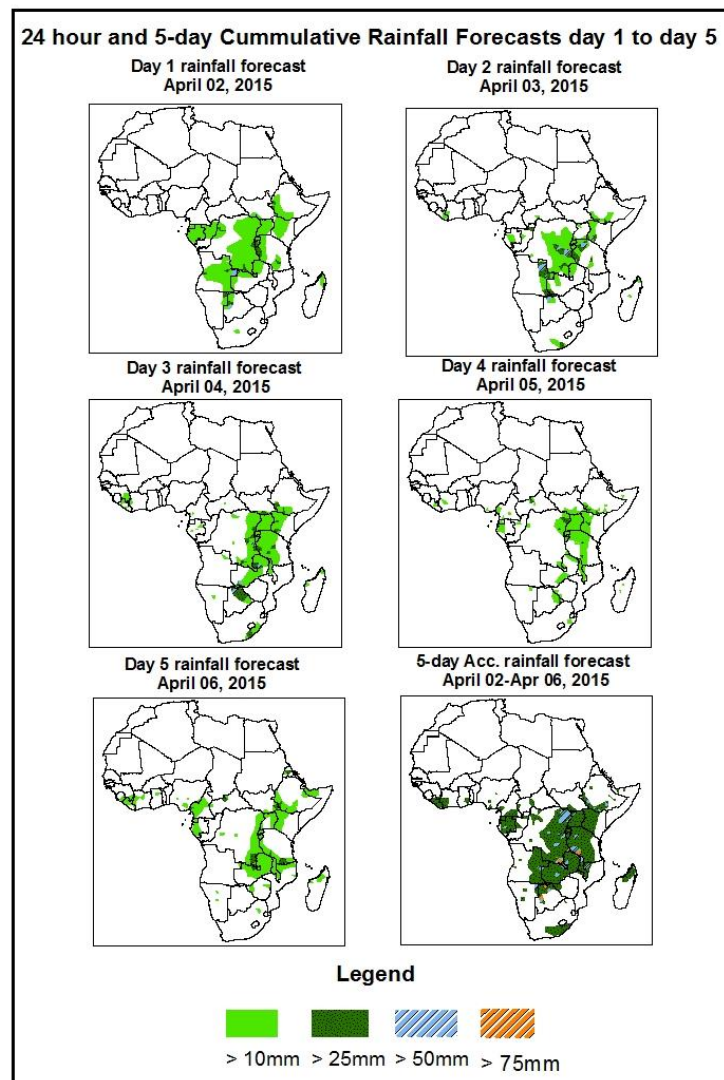 24 hour and 5-day Cummulative Rainfall Forecasts day 1 to day 5
Day 1 rainfall forecast
April 02, 2015
Day 2 rainfall forecast
April 03, 2015
Day 3 rainfall forecast
April 04, 2015
Day 4 rainfall forecast
April 05, 2015
Day 5 rainfall forecast
April 06, 2015
5-day Acc. rainfall forecast
April 02-Apr 06, 2015
Legend
> 10mm > 25mm > 50mm > 75mm